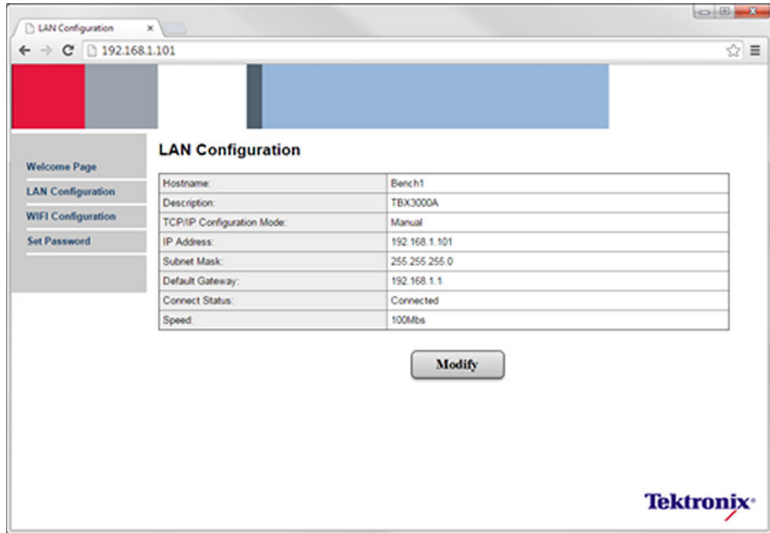 LAN Configuration
192.168.1.101
LAN Configuration
Welcome Page
LAN Configuration
WIFI Configuration
Set Password
Hostname: Bench1
Description: TBX3000A
TCP/IP Configuration Mode: Manual
IP Address: 192.168.1.101
Subnet Mask: 255.255.255.0
Default Gateway: 192.168.1.1
Connect Status: Connected
Speed: 100Mbs
Modify
Tektronix